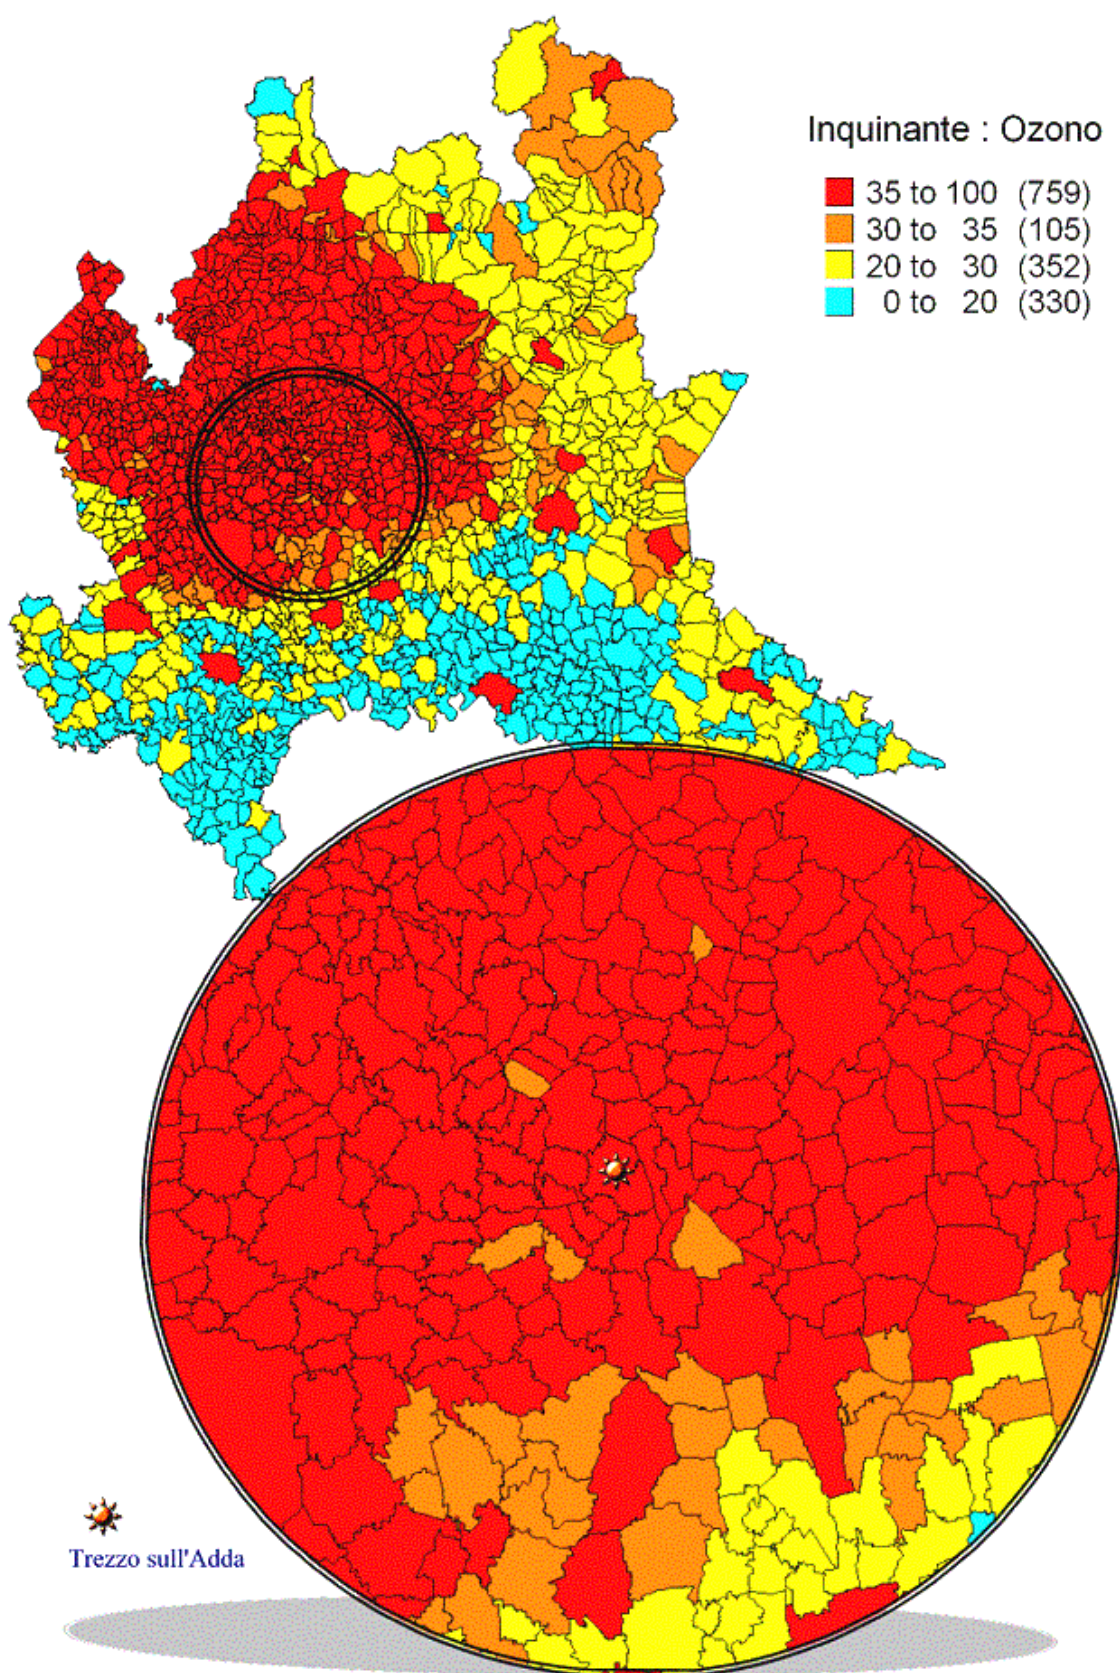 Inquinante : Ozono
35 to 100 (759)
30 to 35 (105)
20 to 30 (352)
0 to 20 (330)
Trezzo sull'Adda